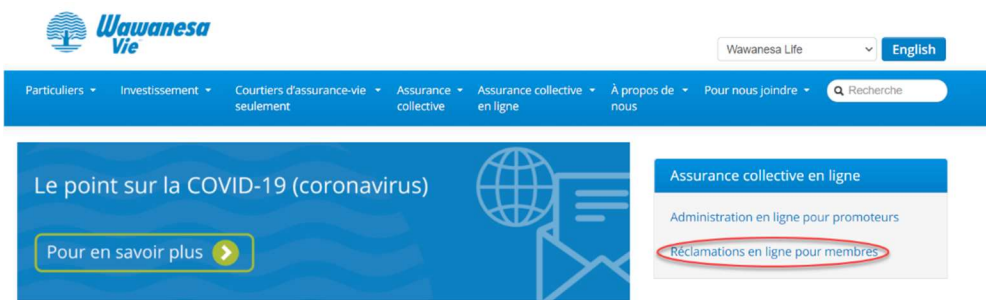 Wawanesa
Vie
Wawanesa Life
English
Particuliers
Investissement
Courtiers d'assurance-vie
seulement
Assurance
collective
Assurance collective
en ligne
À propos de
nous
Pour nous joindre
Recherche
Le point sur la COVID-19 (coronavirus)
Pour en savoir plus
Assurance collective en ligne
Administration en ligne pour promoteurs
Réclamations en ligne pour membres